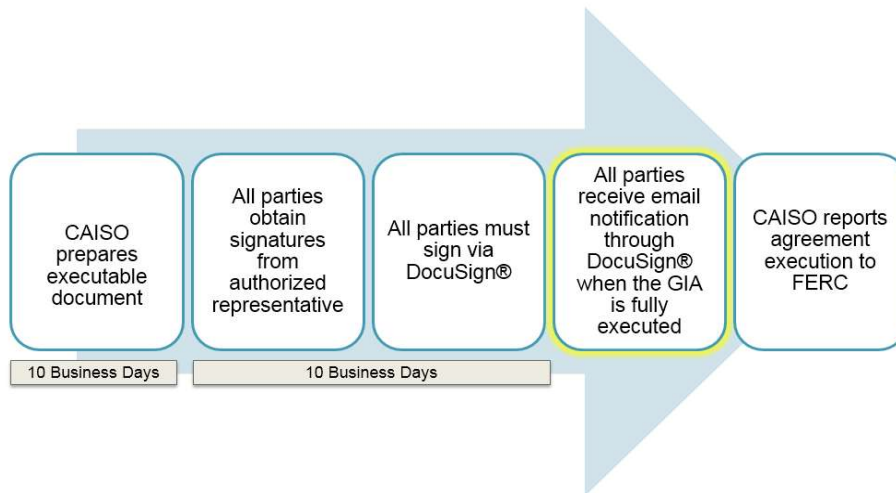 CAISO
prepares
executable
document
All parties
obtain
signatures
from
authorized
representative
All parties must
sign via
DocuSign®
All parties
receive email
notification
through
DocuSign®
when the GIA
is fully
executed
CAISO reports
agreement
execution to
FERC
10 Business Days
10 Business Days